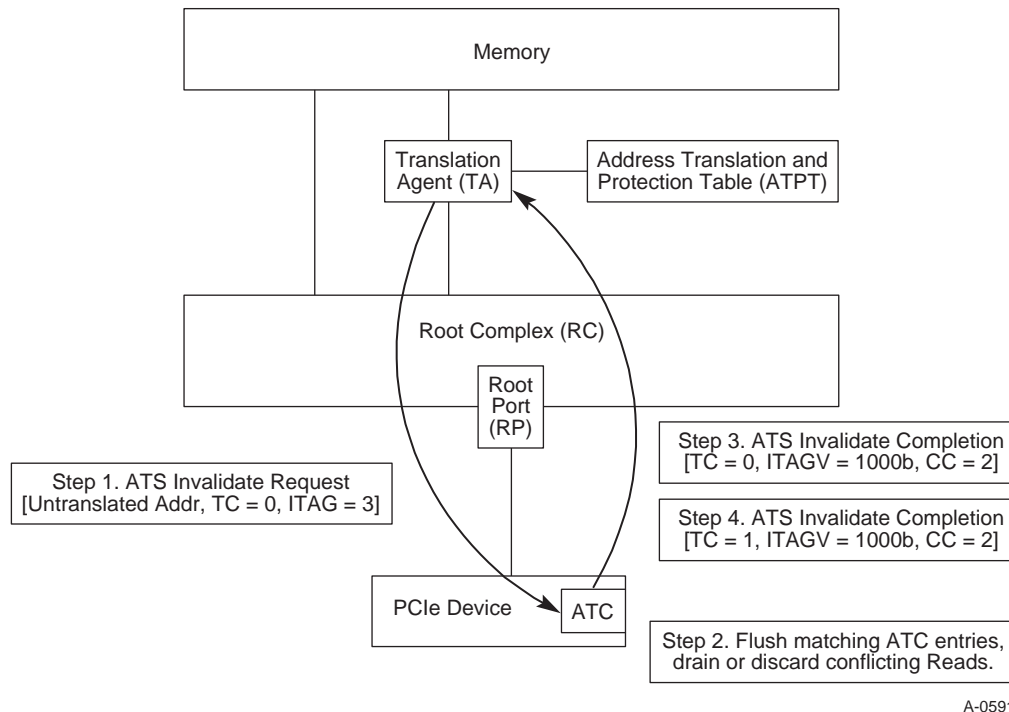 Memory
Translation
Agent (TA)
Address Translation and
Protection Table (ATPT)
Root Complex (RC)
Root
Port
(RP)
Step 1. ATS Invalidate Request
[Untranslated Addr, TC = 0, ITAG = 3]
Step 3. ATS Invalidate Completion
[TC = 0, ITAGV = 1000b, CC = 2]
Step 4. ATS Invalidate Completion
[TC = 1, ITAGV = 1000b, CC = 2]
PCIe Device
ATC
Step 2. Flush matching ATC entries,
drain or discard conflicting Reads.
A-0591